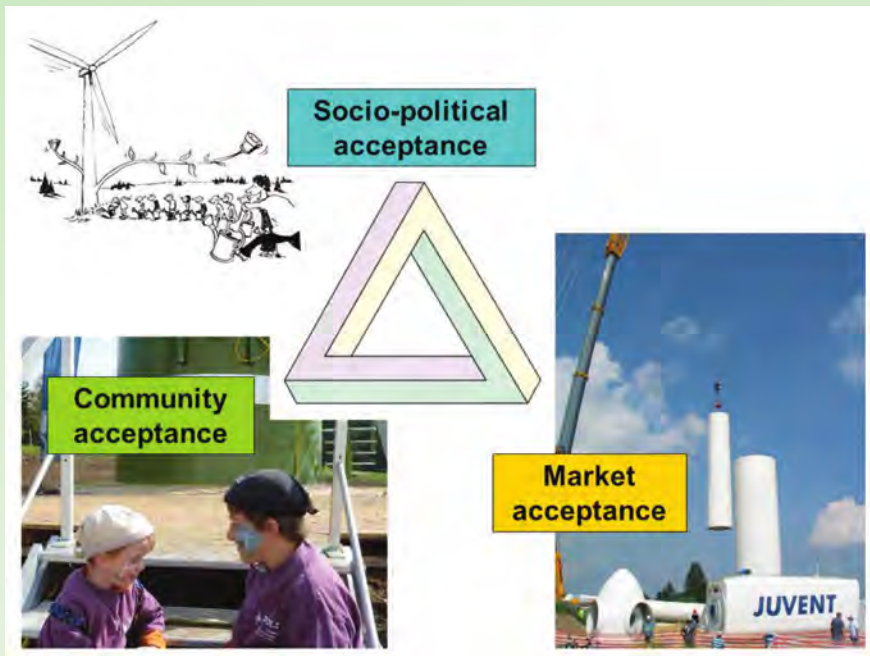 Socio-political
acceptance
Community
acceptance
Market
acceptance
JUVENT